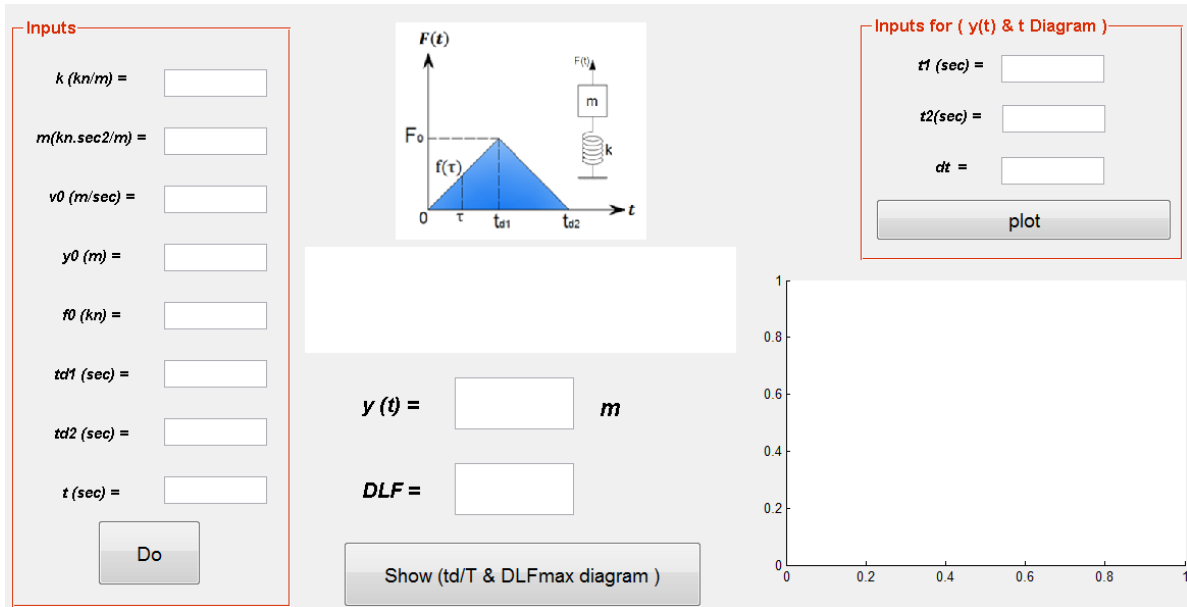 Inputs
k (kn/m) =
m(kn.sec2/m) =
v0 (m/sec) =
y0 (m) =
f0 (kn) =
td1 (sec) =
td2 (sec) =
t (sec) =
Do
F(t)
F(t)
m
k
F₀
f(τ)
0
τ
t_d1
t_d2
t
y (t) =
m
DLF =
Show (td/T & DLFmax diagram )
Inputs for ( y(t) & t Diagram )
t1 (sec) =
t2(sec) =
dt =
plot
1
0.8
0.6
0.4
0.2
0
0
0.2
0.4
0.6
0.8
1